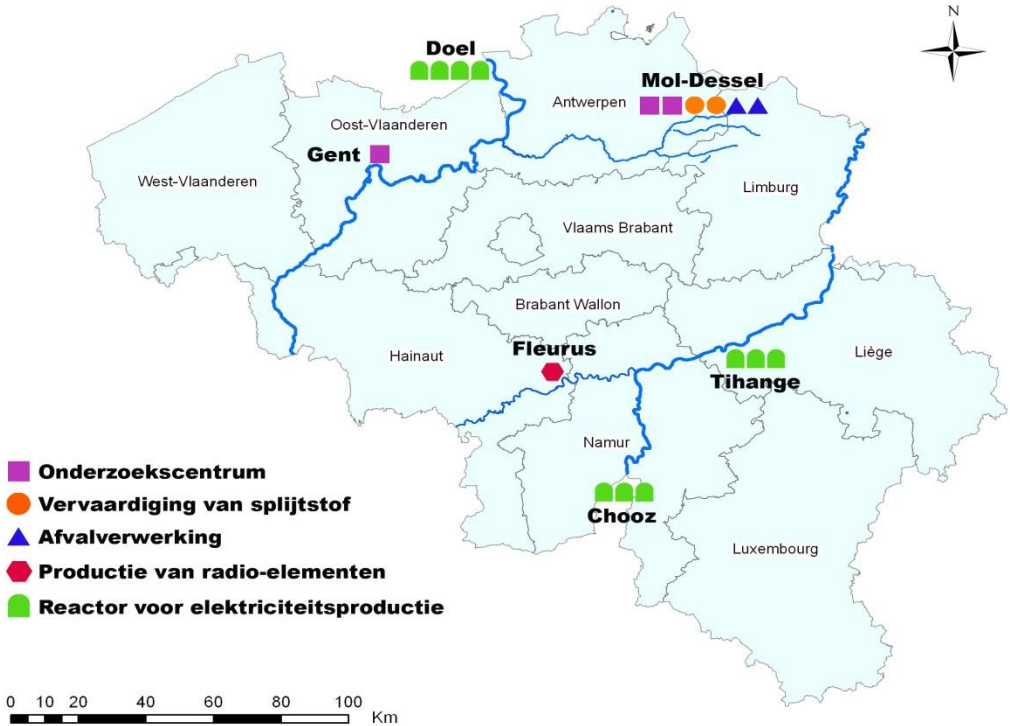 N
Doel
Mol-Dessel
Antwerpen
Oost-Vlaanderen
Gent
West-Vlaanderen
Limburg
Vlaams Brabant
Brabant Wallon
Fleurus
Hainaut
Liège
Tihange
Namur
Chooz
Luxembourg
Onderzoekscentrum
Vervaardiging van splijtstof
Afvalverwerking
Productie van radio-elementen
Reactor voor elektriciteitsproductie
0 10 20 40 60 80 100
Km